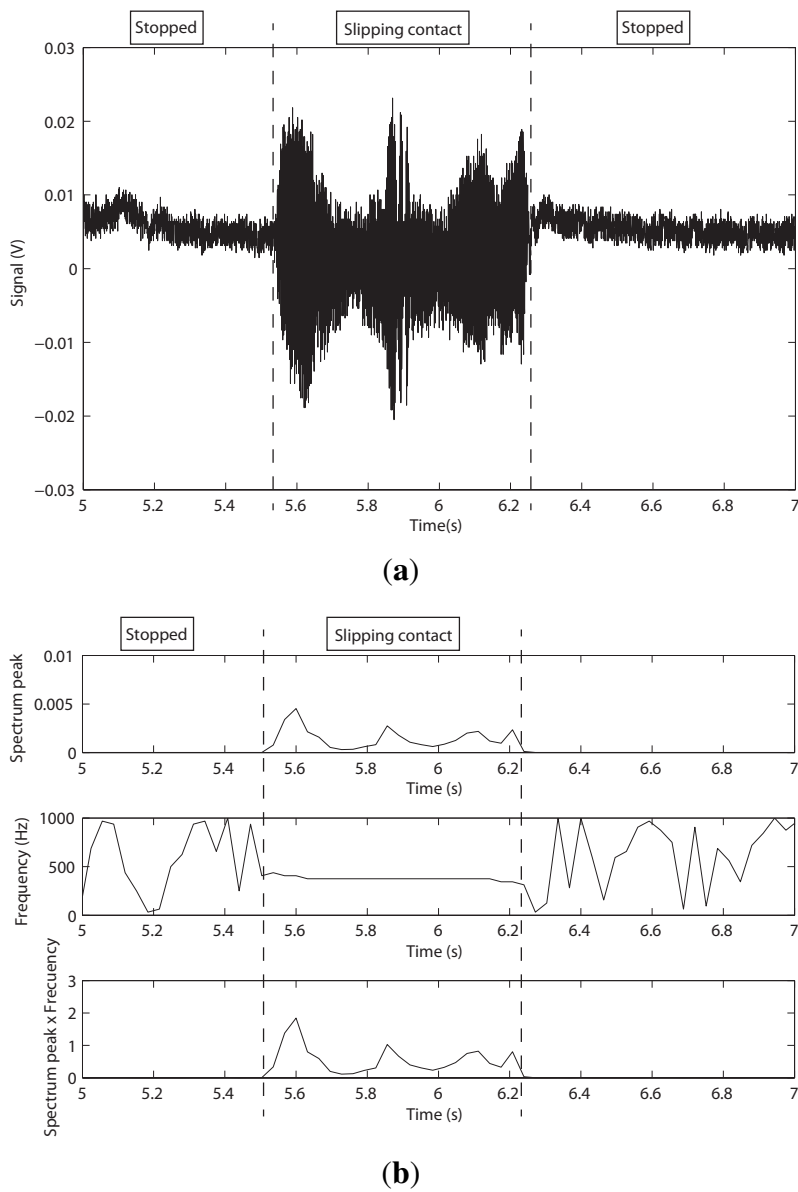 Stopped Slipping contact Stopped
0.03
0.02
0.01
0
−0.01
−0.02
−0.03
Signal (V)
5 5.2 5.4 5.6 5.8 6 6.2 6.4 6.6 6.8 7
Time(s)
(a)
Stopped Slipping contact
0.01
0.005
0
Spectrum peak
5 5.2 5.4 5.6 5.8 6 6.2 6.4 6.6 6.8 7
Time (s)
1000
500
0
Frequency (Hz)
5 5.2 5.4 5.6 5.8 6 6.2 6.4 6.6 6.8 7
Time (s)
3
2
1
0
Spectrum peak x Frecuency
5 5.2 5.4 5.6 5.8 6 6.2 6.4 6.6 6.8 7
Time (s)
(b)